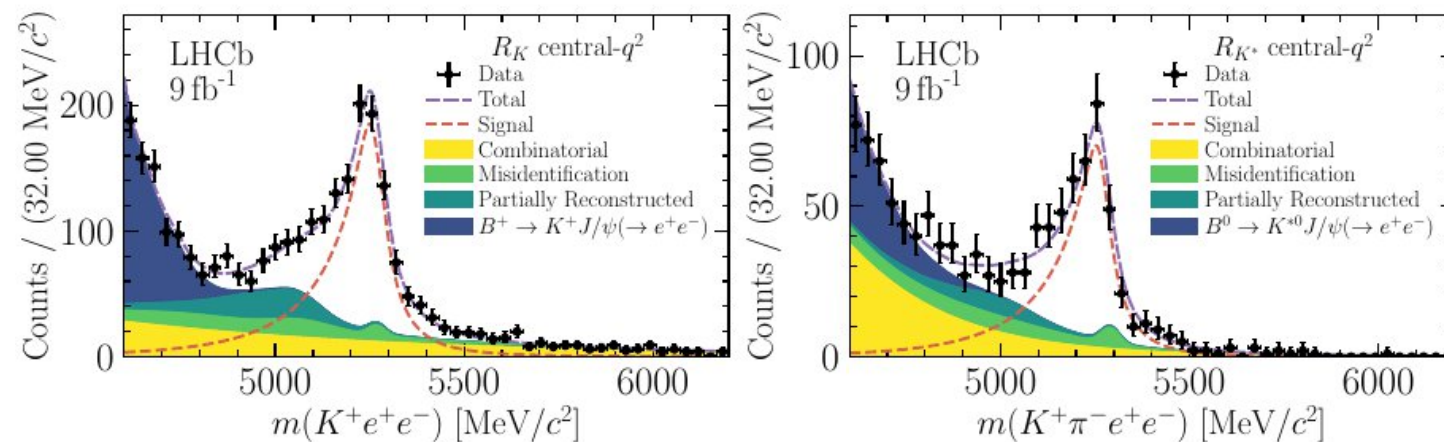 Counts / (32.00 MeV/c²)
200
100
0
LHCb
9 fb⁻¹
R_K central-q²
Data
Total
Signal
Combinatorial
Misidentification
Partially Reconstructed
B⁺ → K⁺J/ψ(→ e⁺e⁻)
5000 5500 6000
m(K⁺e⁺e⁻) [MeV/c²]
Counts / (32.00 MeV/c²)
100
50
0
LHCb
9 fb⁻¹
R_K* central-q²
Data
Total
Signal
Combinatorial
Misidentification
Partially Reconstructed
B⁰ → K*⁰J/ψ(→ e⁺e⁻)
5000 5500 6000
m(K⁺π⁻e⁺e⁻) [MeV/c²]